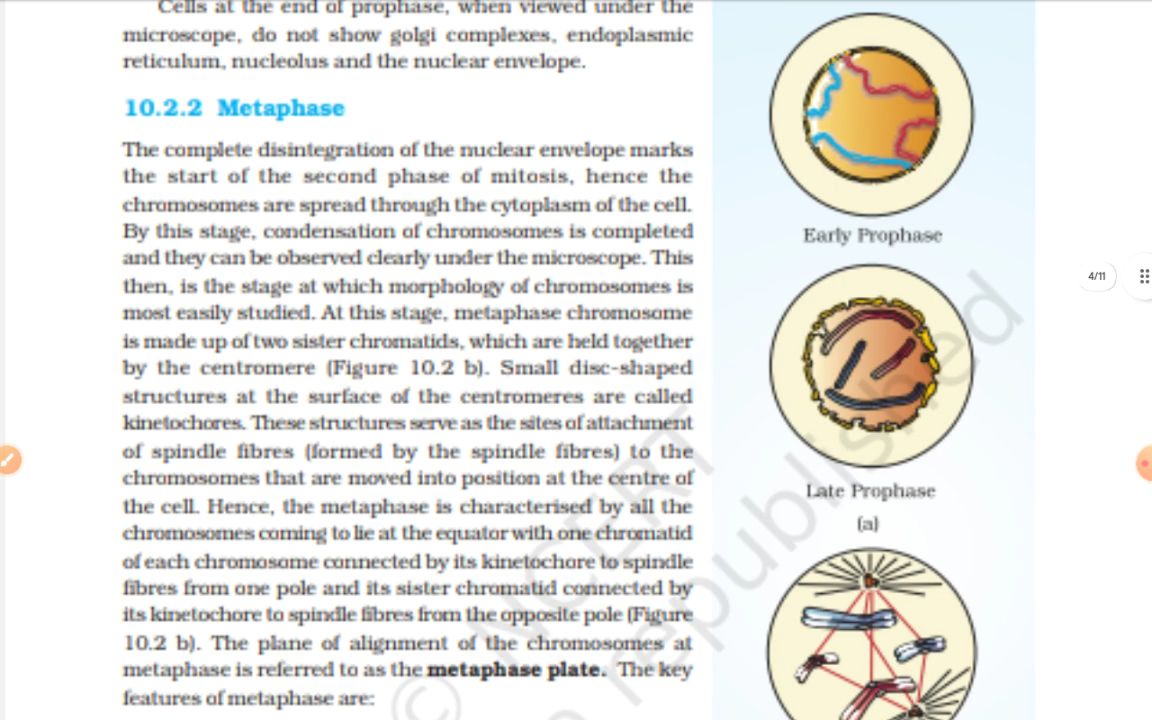 Cells at the end of prophase, when viewed under the
microscope, do not show golgi complexes, endoplasmic
reticulum, nucleolus and the nuclear envelope.
10.2.2 Metaphase
The complete disintegration of the nuclear envelope marks
the start of the second phase of mitosis, hence the
chromosomes are spread through the cytoplasm of the cell.
By this stage, condensation of chromosomes is completed
and they can be observed clearly under the microscope. This
then, is the stage at which morphology of chromosomes is
most easily studied. At this stage, metaphase chromosome
is made up of two sister chromatids, which are held together
by the centromere (Figure 10.2 b). Small disc-shaped
structures at the surface of the centromeres are called
kinetochores. These structures serve as the sites of attachment
of spindle fibres (formed by the spindle fibres) to the
chromosomes that are moved into position at the centre of
the cell. Hence, the metaphase is characterised by all the
chromosomes coming to lie at the equator with one chromatid
of each chromosome connected by its kinetochore to spindle
fibres from one pole and its sister chromatid connected by
its kinetochore to spindle fibres from the opposite pole (Figure
10.2 b). The plane of alignment of the chromosomes at
metaphase is referred to as the metaphase plate. The key
features of metaphase are:
Early Prophase
Late Prophase
(a)
4/11
© NCERT
republished